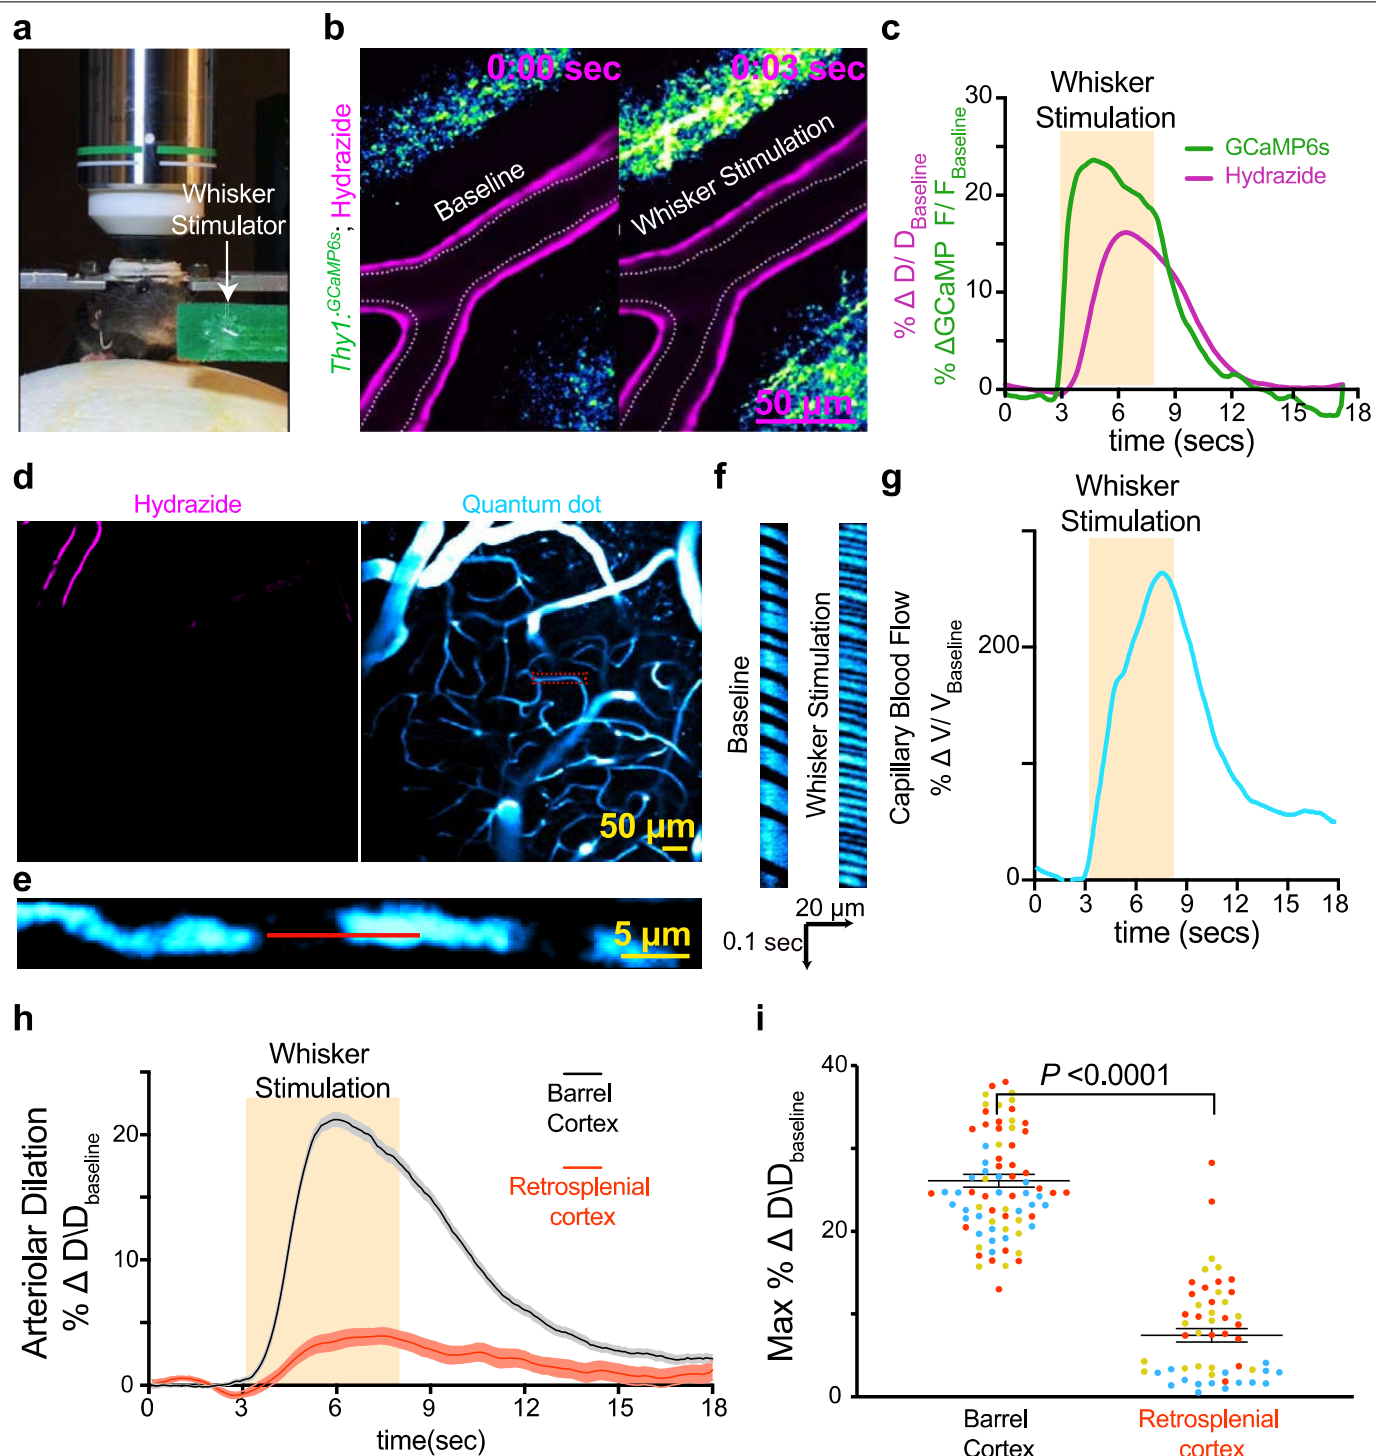 a
Whisker
Stimulator
b
Thy1:GCaMP6s; Hydrazide
0:00 sec
0:03 sec
Baseline
Whisker Stimulation
50 µm
c
Whisker
Stimulation
GCaMP6s
Hydrazide
% Δ D/ DBaseline
% ΔGCaMP F/ FBaseline
30
20
10
0
0 3 6 9 12 15 18
time (secs)
d
Hydrazide
Quantum dot
50 µm
e
5 µm
f
Baseline
Whisker Stimulation
20 µm
0.1 sec
g
Whisker
Stimulation
Capillary Blood Flow
% Δ V/ VBaseline
200
0
0 3 6 9 12 15 18
time (secs)
h
Whisker
Stimulation
Barrel
Cortex
Retrosplenial
cortex
Arteriolar Dilation
% Δ D\Dbaseline
20
10
0
0 3 6 9 12 15 18
time(sec)
i
P <0.0001
Max % Δ D\Dbaseline
40
20
0
Barrel
Cortex
Retrosplenial
cortex